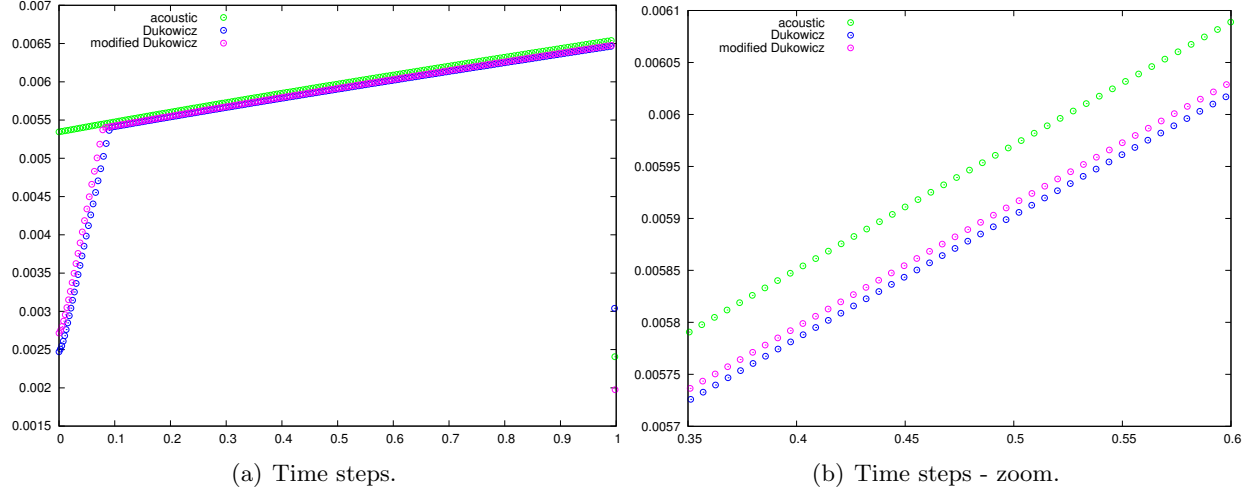 0.007
0.0065
0.006
0.0055
0.005
0.0045
0.004
0.0035
0.003
0.0025
0.002
0.0015
0 0.1 0.2 0.3 0.4 0.5 0.6 0.7 0.8 0.9 1
acoustic
Dukowicz
modified Dukowicz
(a) Time steps.
0.0061
0.00605
0.006
0.00595
0.0059
0.00585
0.0058
0.00575
0.0057
0.35 0.4 0.45 0.5 0.55 0.6
acoustic
Dukowicz
modified Dukowicz
(b) Time steps - zoom.